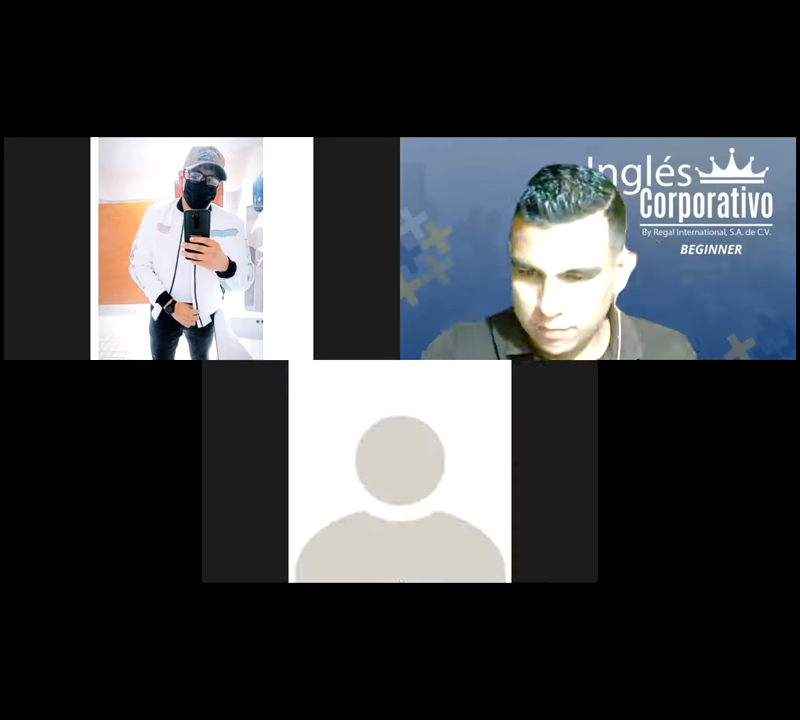 Inglés
Corporativo
By Regal International, S.A. de C.V.
BEGINNER